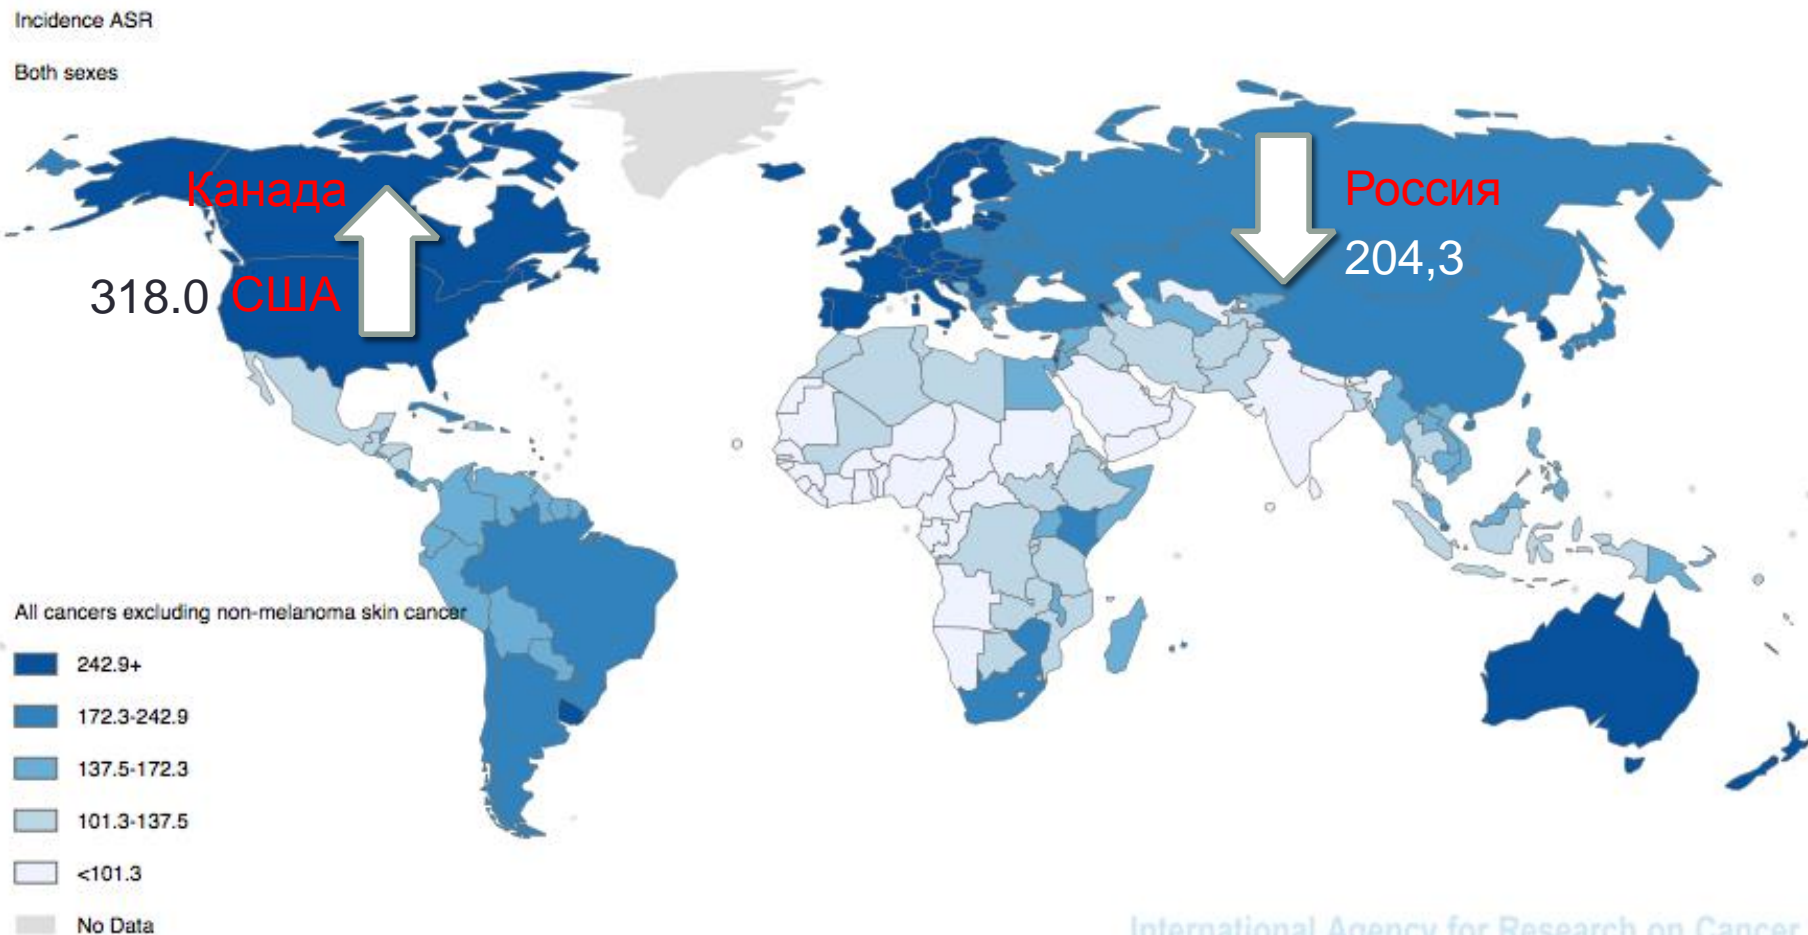 Incidence ASR
Both sexes
Канада
Россия
204,3
318.0 США
All cancers excluding non-melanoma skin cancer
242.9+
172.3-242.9
137.5-172.3
101.3-137.5
<101.3
No Data
International Agency for Research on Cancer